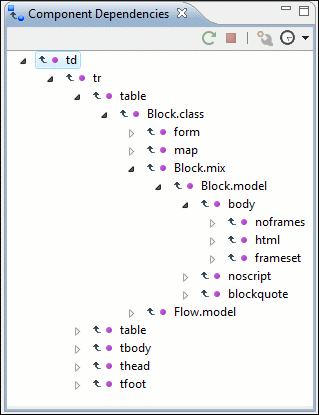 Component Dependencies
td
tr
table
Block.class
form
map
Block.mix
Block.model
body
noframes
html
frameset
noscript
blockquote
Flow.model
table
tbody
thead
tfoot